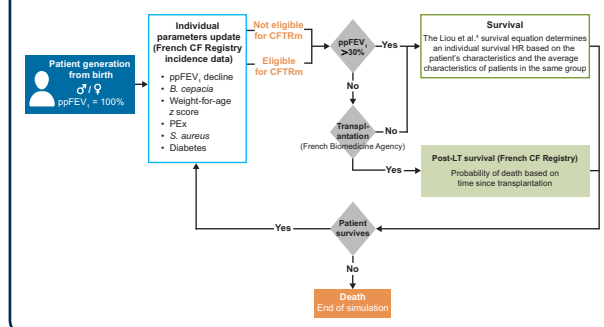 Patient generation
from birth
♂ / ♀
ppFEV₁ = 100%
Individual
parameters update
(French CF Registry
incidence data)
• ppFEV₁ decline
• B. cepacia
• Weight-for-age
z score
• PEx
• S. aureus
• Diabetes
Not eligible
for CFTRm
Eligible
for CFTRm
ppFEV₁
>30%
Yes
No
Survival
The Liou et al.⁴ survival equation determines
an individual survival HR based on the
patient's characteristics and the average
characteristics of patients in the same group
Transpl-
antation
(French Biomedicine Agency)
No
Yes
Post-LT survival (French CF Registry)
Probability of death based on
time since transplantation
Patient
survives
Yes
No
Death
End of simulation